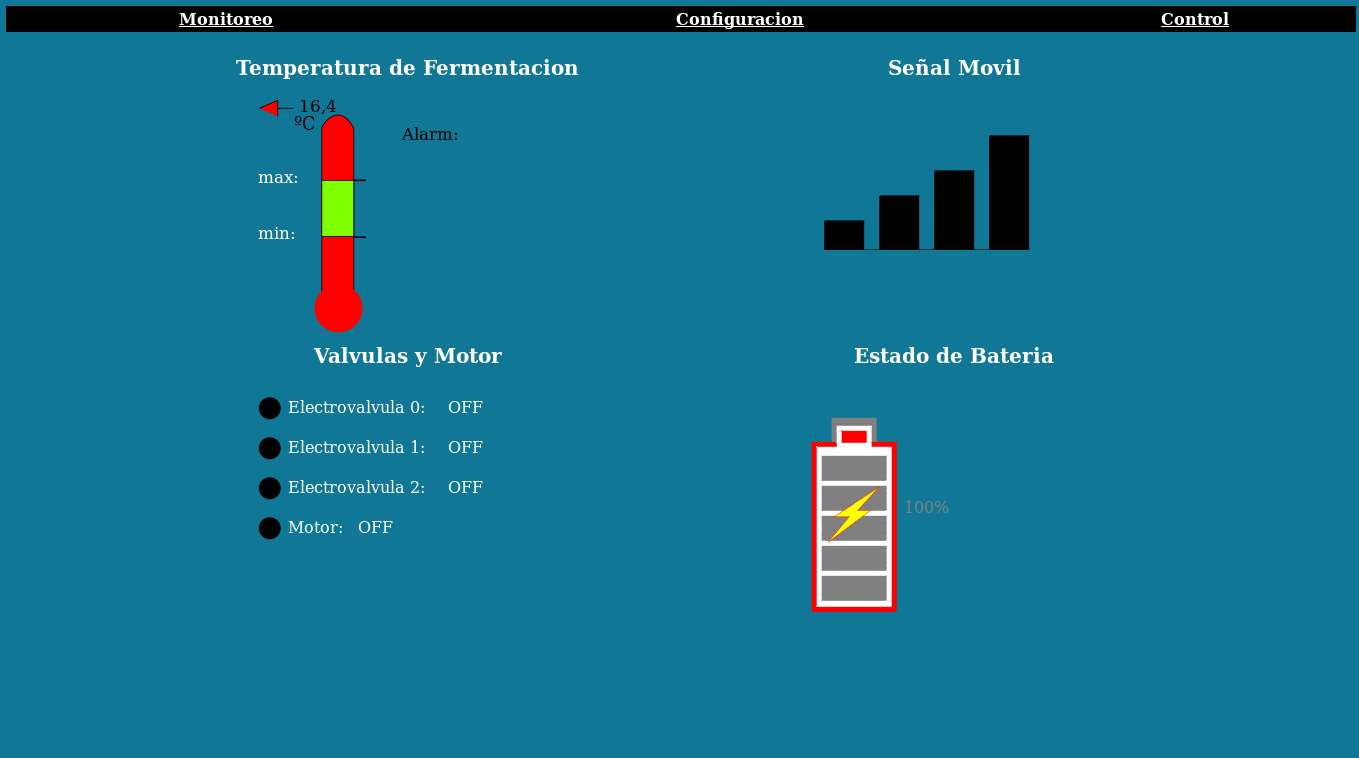 Monitoreo Configuracion Control
Temperatura de Fermentacion
16,4
ºC
Alarm:
max:
min:
Señal Movil
Valvulas y Motor
Electrovalvula 0: OFF
Electrovalvula 1: OFF
Electrovalvula 2: OFF
Motor: OFF
Estado de Bateria
100%